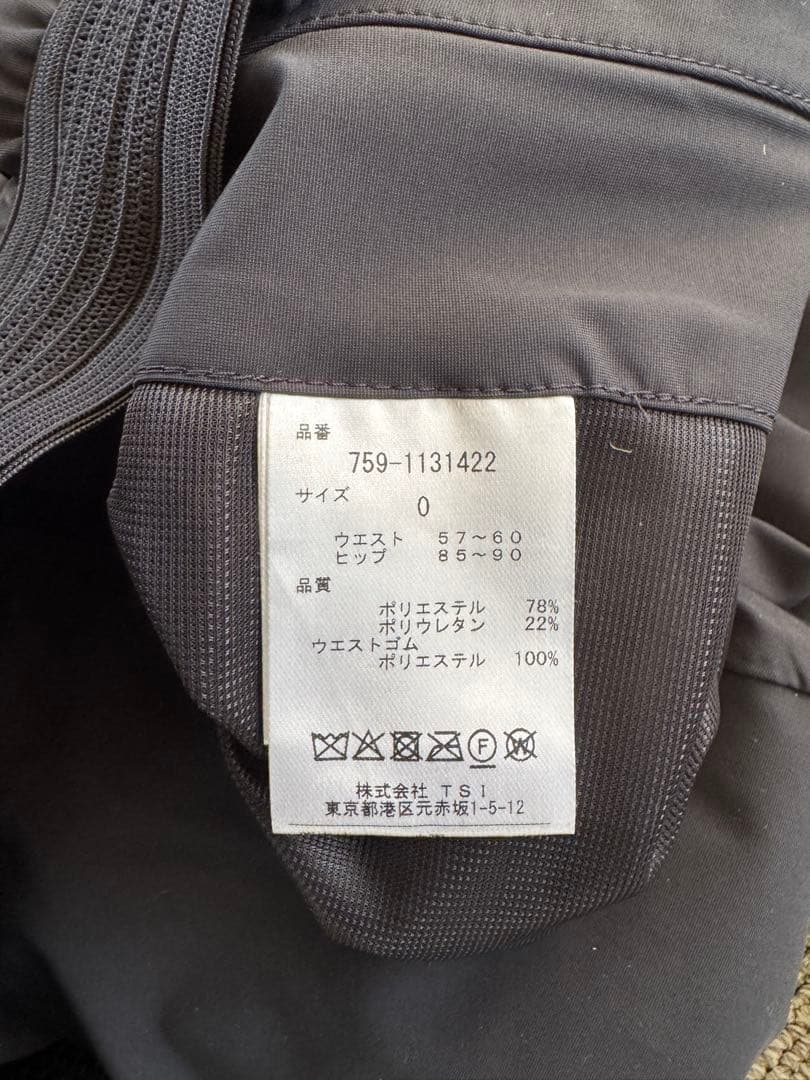 品番
759-1131422
サイズ
0
ウエスト 57~60
ヒップ 85~90
品質
ポリエステル 78%
ポリウレタン 22%
ウエストゴム
ポリエステル 100%
F W
株式会社 TSI
東京都港区元赤坂1-5-12